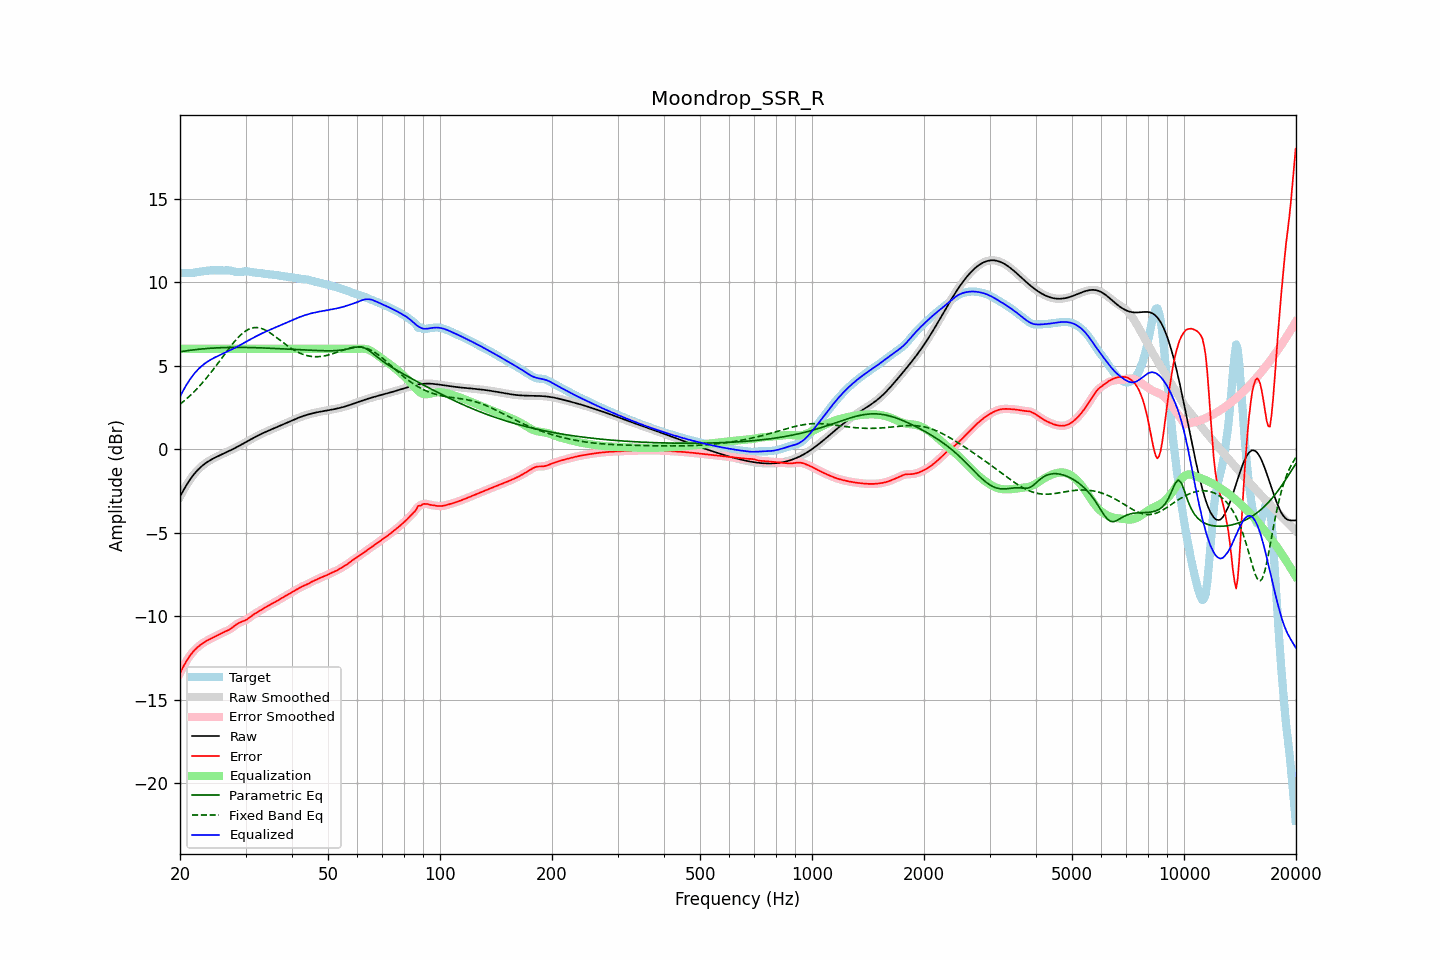 Moondrop_SSR_R
Amplitude (dBr)
15
10
5
0
−5
−10
−15
−20
Target
Raw Smoothed
Error Smoothed
Raw
Error
Equalization
Parametric Eq
Fixed Band Eq
Equalized
20
50
100
200
500
1000
2000
5000
10000
20000
Frequency (Hz)